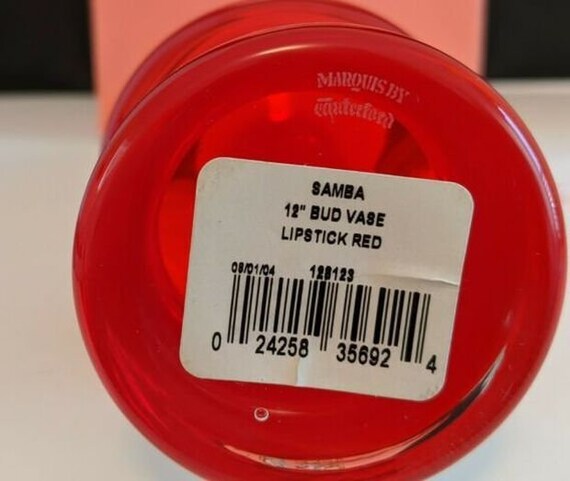 MARQUIS BY
Waterford
SAMBA
12" BUD VASE
LIPSTICK RED
08/01/04 128123
0 24258 35692 4